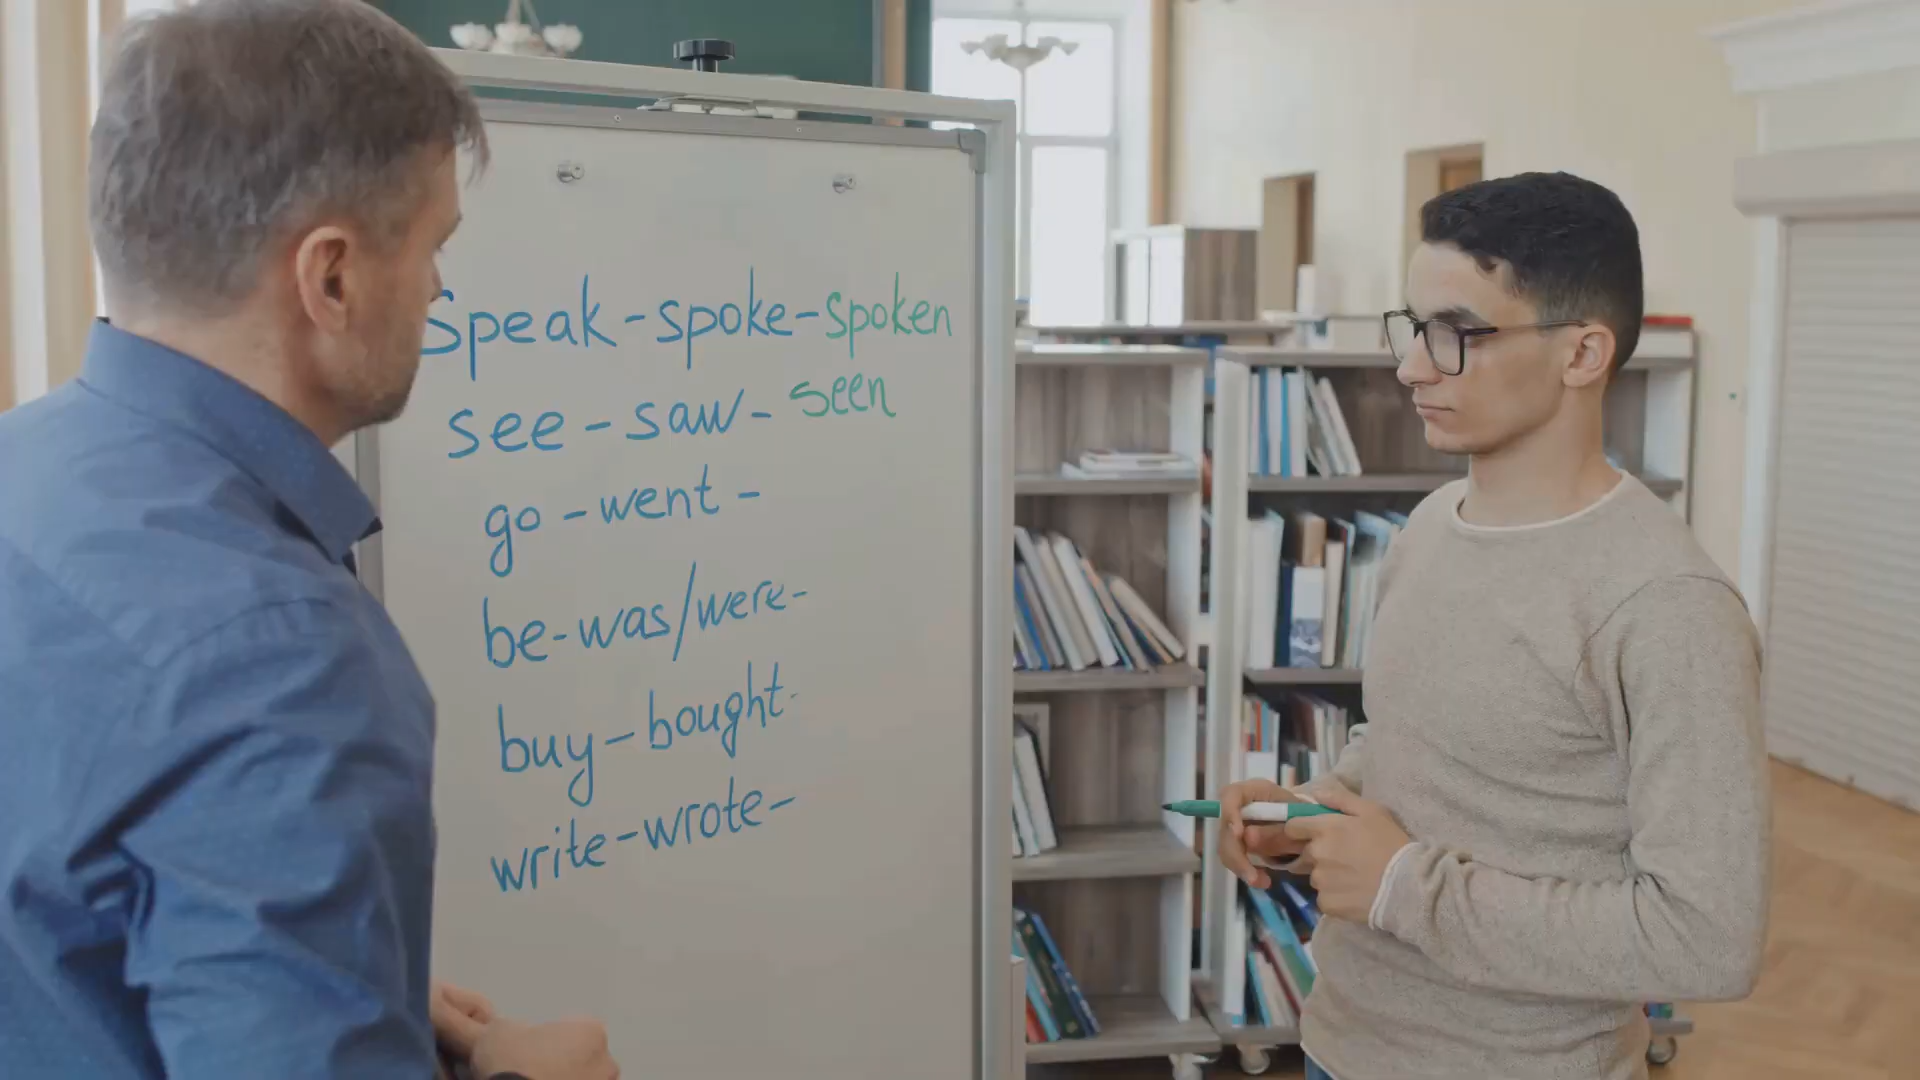 Speak-spoke-spoken
see-saw-seen
go-went-
be-was/were-
buy-bought-
write-wrote-